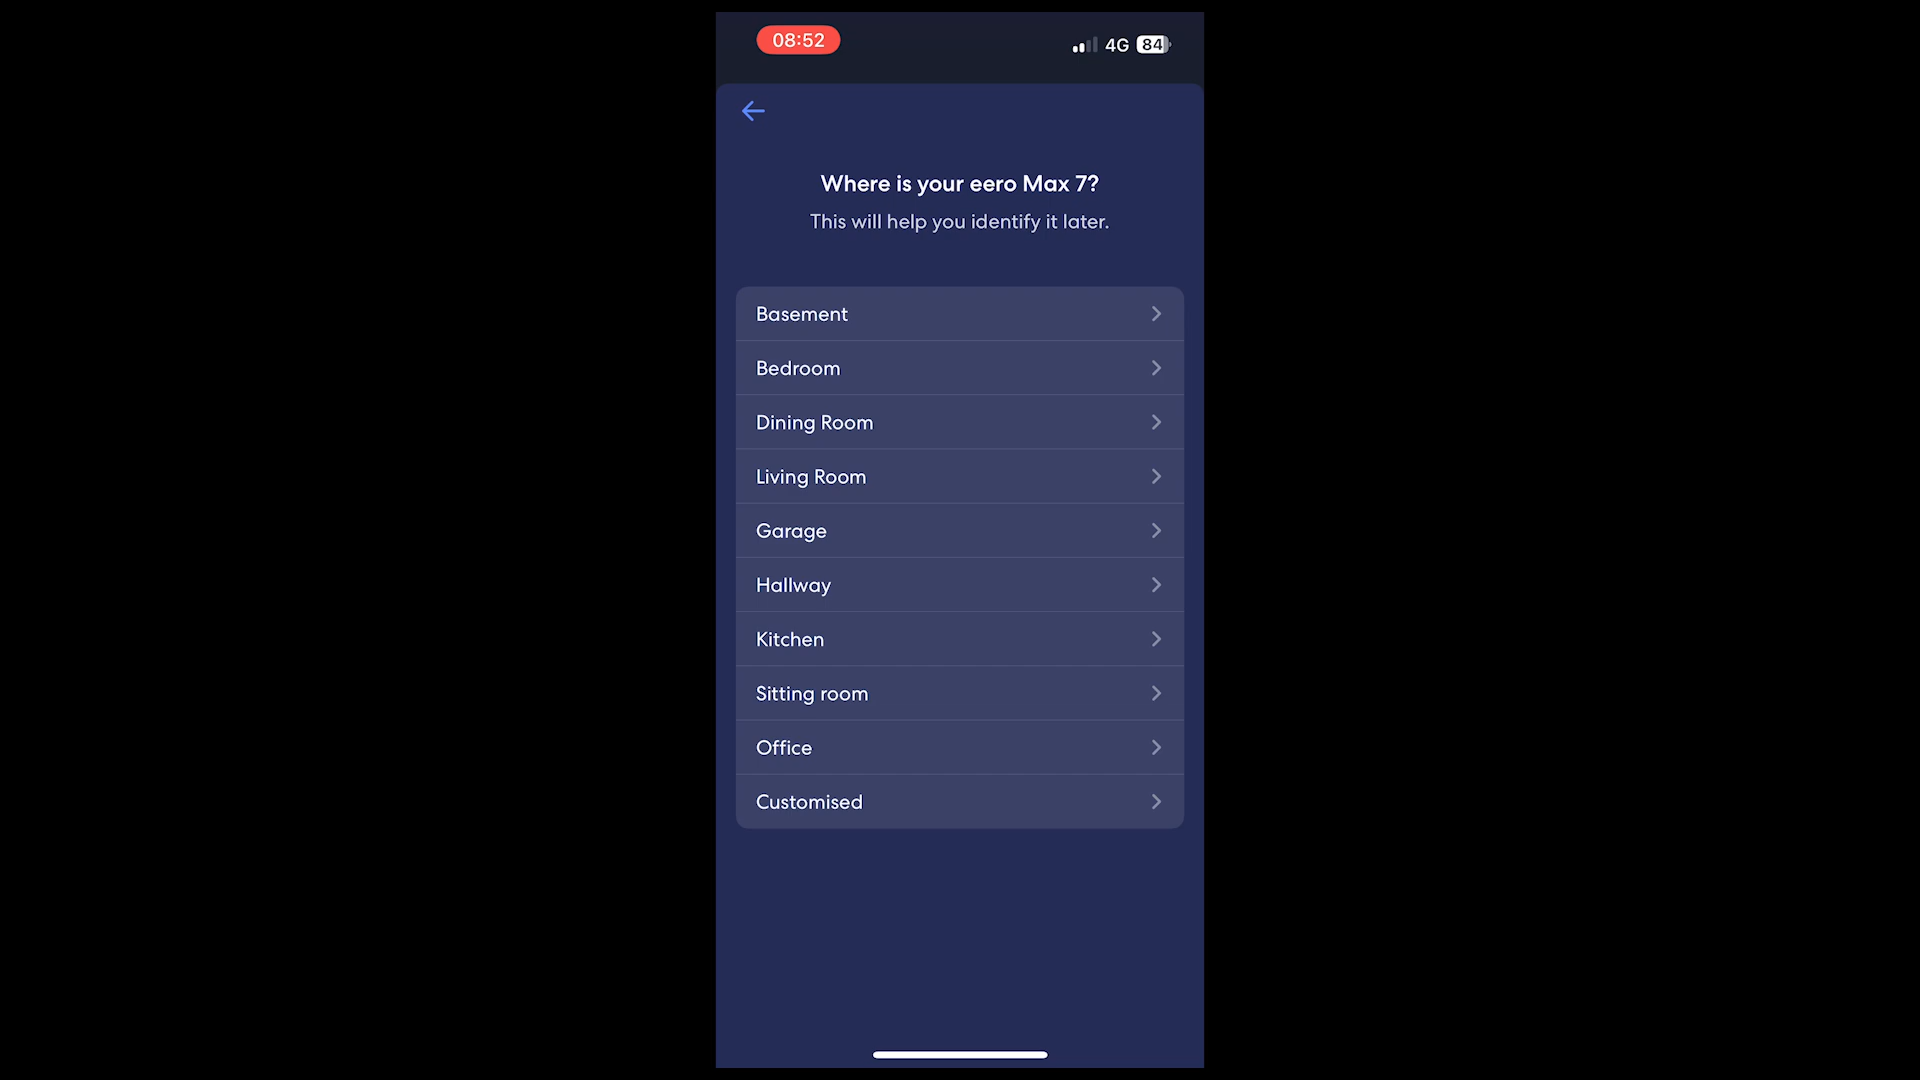 08:52
4G 84
Where is your eero Max 7?
This will help you identify it later.
Basement
Bedroom
Dining Room
Living Room
Garage
Hallway
Kitchen
Sitting room
Office
Customised